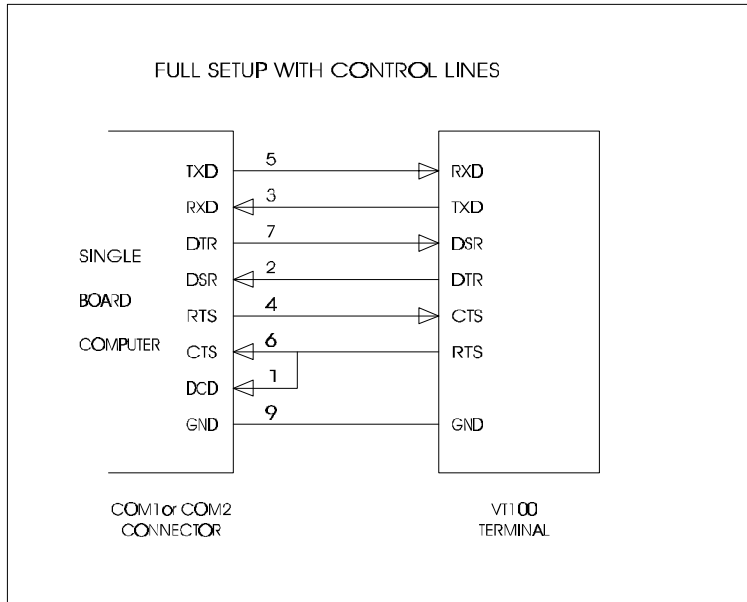 FULL SETUP WITH CONTROL LINES
TXD 5 RXD
RXD 3 TXD
DTR 7 DSR
SINGLE
DSR 2 DTR
BOARD
RTS 4 CTS
COMPUTER
CTS 6 RTS
DCD 1
GND 9 GND
COM1 or COM2
CONNECTOR
VT100
TERMINAL